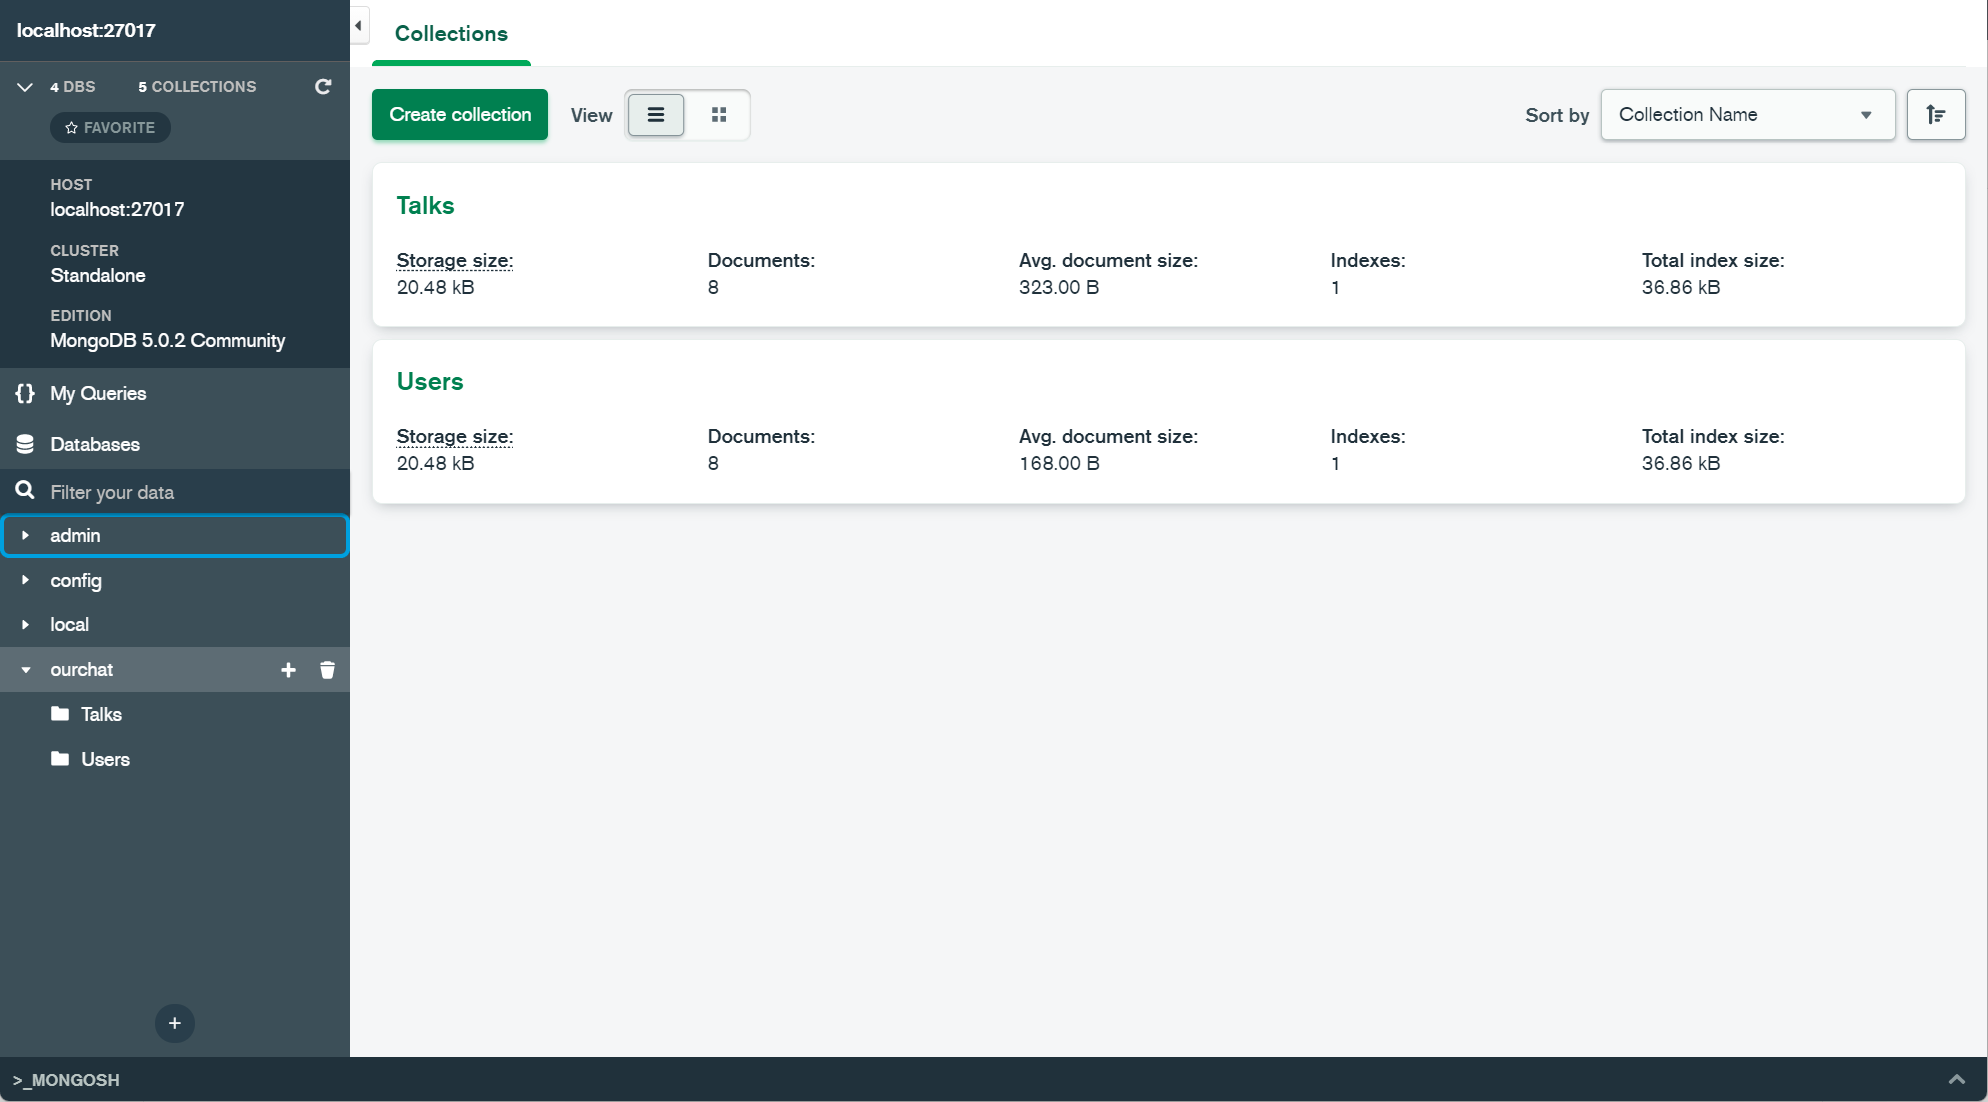 localhost:27017
4 DBS 5 COLLECTIONS
FAVORITE
HOST
localhost:27017
CLUSTER
Standalone
EDITION
MongoDB 5.0.2 Community
{} My Queries
Databases
Filter your data
admin
config
local
ourchat
Talks
Users
+
Collections
Create collection View Sort by Collection Name
Talks
Storage size: Documents: Avg. document size: Indexes: Total index size:
20.48 kB 8 323.00 B 1 36.86 kB
Users
Storage size: Documents: Avg. document size: Indexes: Total index size:
20.48 kB 8 168.00 B 1 36.86 kB
>_MONGOSH